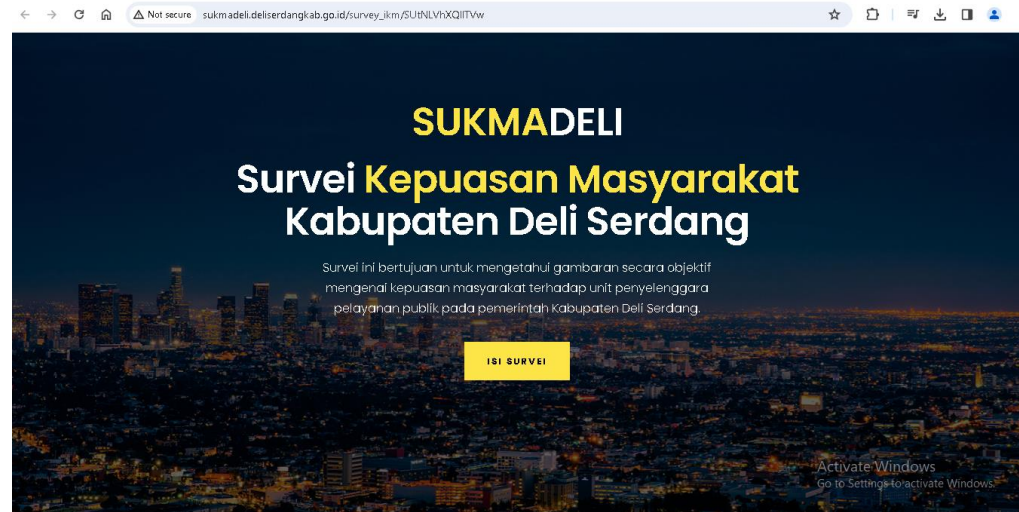 Not secure sukmadeli.deliserdangkab.go.id/survey_ikm/SUtNLVhXQllTVw
SUKMADELI
Survei Kepuasan Masyarakat
Kabupaten Deli Serdang
Survei ini bertujuan untuk mengetahui gambaran secara objektif
mengenai kepuasan masyarakat terhadap unit penyelenggara
pelayanan publik pada pemerintah Kabupaten Deli Serdang.
ISI SURVEI
Activate Windows
Go to Settings to activate Windows.